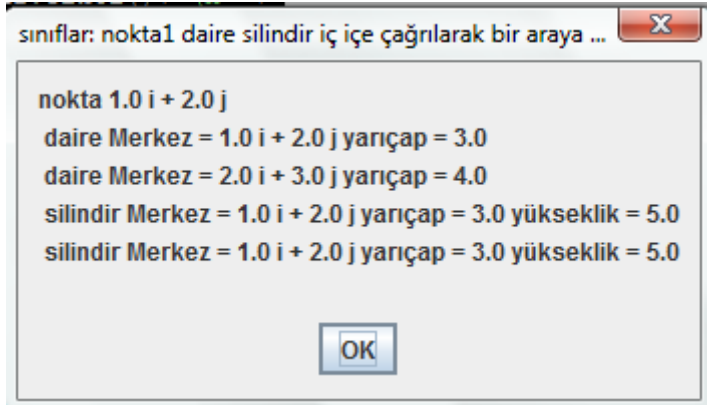 sınıflar: nokta1 daire silindir iç içe çağrılarak bir araya ...
nokta 1.0 i + 2.0 j
daire Merkez = 1.0 i + 2.0 j yarıçap = 3.0
daire Merkez = 2.0 i + 3.0 j yarıçap = 4.0
silindir Merkez = 1.0 i + 2.0 j yarıçap = 3.0 yükseklik = 5.0
silindir Merkez = 1.0 i + 2.0 j yarıçap = 3.0 yükseklik = 5.0
OK